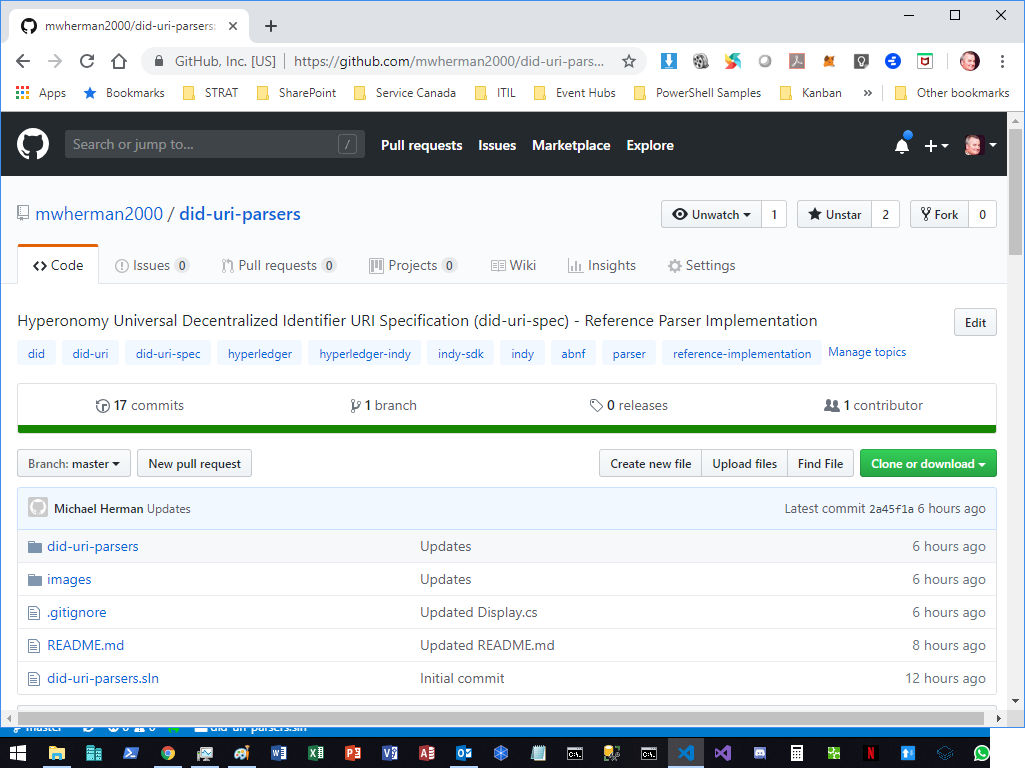 mwherman2000/did-uri-parsers:
GitHub, Inc. [US] | https://github.com/mwherman2000/did-uri-pars...
Apps Bookmarks STRAT SharePoint Service Canada ITIL Event Hubs PowerShell Samples Kanban » Other bookmarks
Search or jump to... / Pull requests Issues Marketplace Explore
mwherman2000 / did-uri-parsers Unwatch 1 Unstar 2 Fork 0
Code Issues 0 Pull requests 0 Projects 0 Wiki Insights Settings
Hyperonomy Universal Decentralized Identifier URI Specification (did-uri-spec) - Reference Parser Implementation Edit
did did-uri did-uri-spec hyperledger hyperledger-indy indy-sdk indy abnf parser reference-implementation Manage topics
17 commits 1 branch 0 releases 1 contributor
Branch: master New pull request Create new file Upload files Find File Clone or download
Michael Herman Updates Latest commit 2a45f1a 6 hours ago
did-uri-parsers Updates 6 hours ago
images Updates 6 hours ago
.gitignore Updated Display.cs 6 hours ago
README.md Updated README.md 8 hours ago
did-uri-parsers.sln Initial commit 12 hours ago
master 0 0 did-uri-parsers.sln